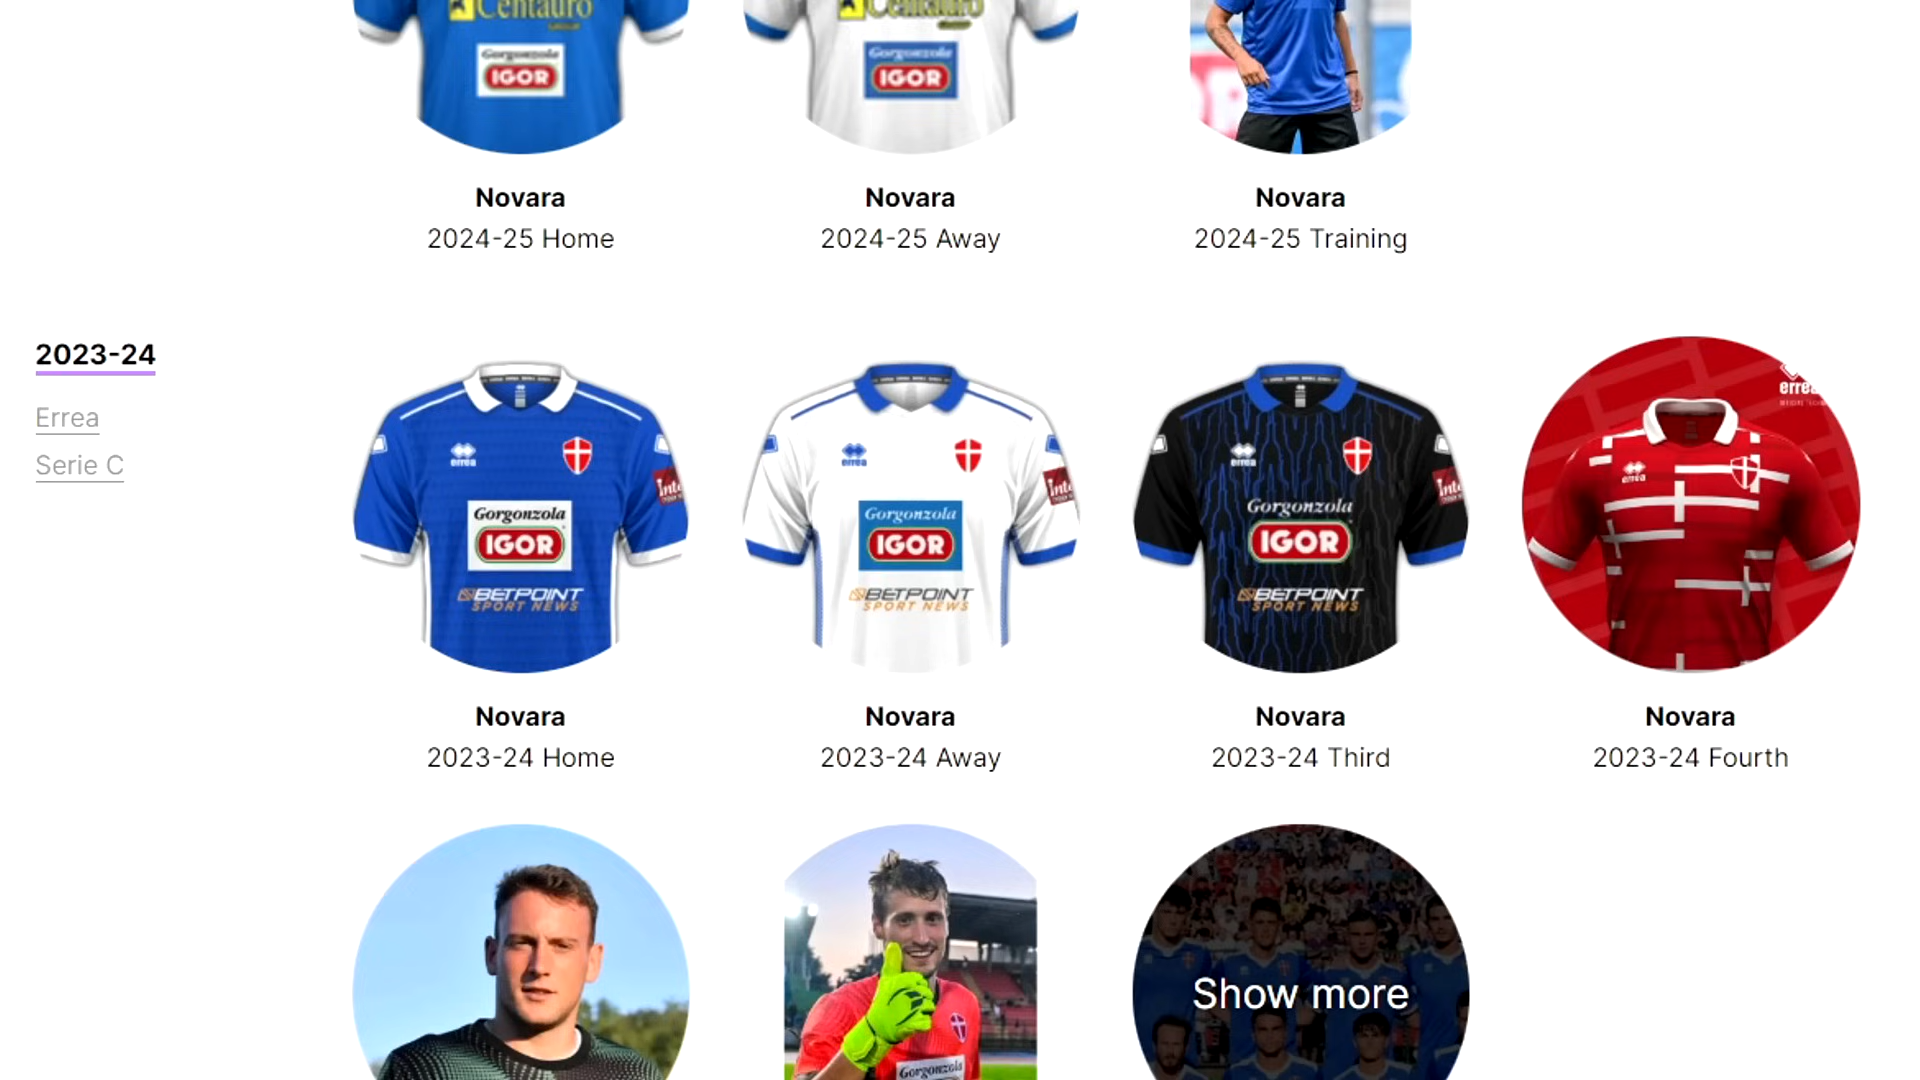 Centauro
Centauro
Gorgonzola
IGOR
Gorgonzola
IGOR
Novara
2024-25 Home
Novara
2024-25 Away
Novara
2024-25 Training
2023-24
Errea
Serie C
errea
Gorgonzola
IGOR
BETPOINT
SPORT NEWS
errea
Gorgonzola
IGOR
BETPOINT
SPORT NEWS
errea
Gorgonzola
IGOR
BETPOINT
SPORT NEWS
errea
errea
Novara
2023-24 Home
Novara
2023-24 Away
Novara
2023-24 Third
Novara
2023-24 Fourth
Gorgonzola
Show more